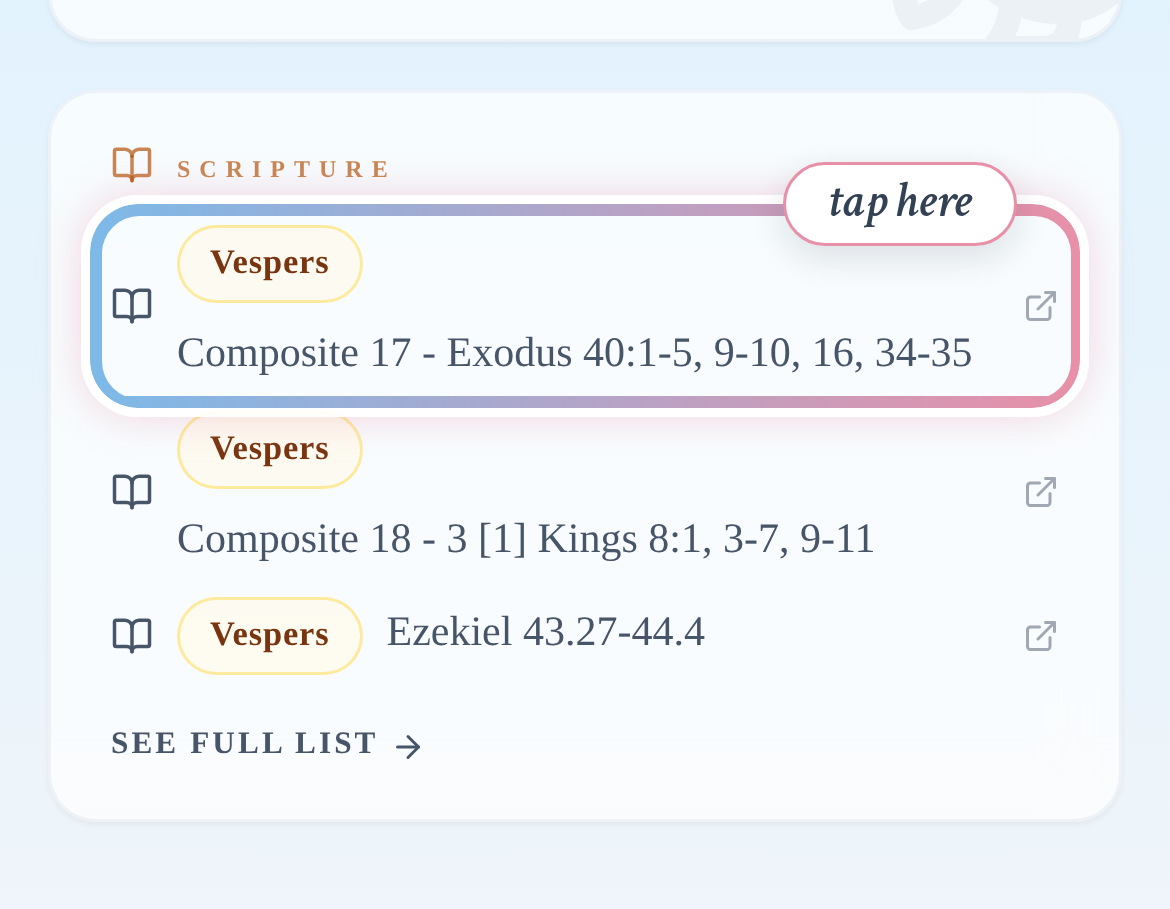 SCRIPTURE
tap here
Vespers
Composite 17 - Exodus 40:1-5, 9-10, 16, 34-35
Vespers
Composite 18 - 3 [1] Kings 8:1, 3-7, 9-11
Vespers Ezekiel 43.27-44.4
SEE FULL LIST →